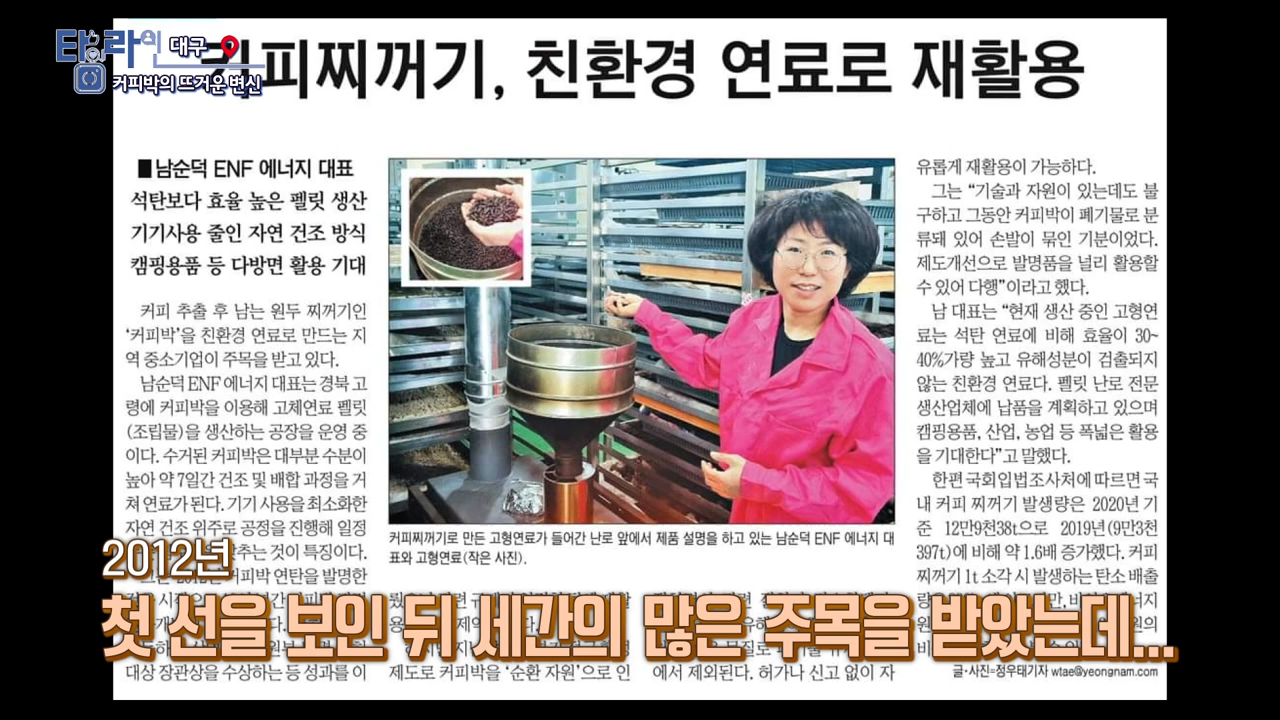 타라이 대구
커피박의 뜨거운 변신
커피찌꺼기, 친환경 연료로 재활용
■남순덕 ENF 에너지 대표
석탄보다 효율 높은 펠릿 생산
기기사용 줄인 자연 건조 방식
캠핑용품 등 다방면 활용 기대
커피 추출 후 남는 원두 찌꺼기인
‘커피박’을 친환경 연료로 만드는 지
역 중소기업이 주목을 받고 있다.
남순덕 ENF 에너지 대표는 경북 고
령에 커피박을 이용해 고체연료 펠릿
(조립물)을 생산하는 공장을 운영 중
이다. 수거된 커피박은 대부분 수분이
높아 약 7일간 건조 및 배합 과정을 거
쳐 연료가 된다. 기기 사용을 최소화한
자연 건조 위주로 공정을 진행해 일정
추는 것이 특징이다.
커피박 연탄을 발명한
대상 장관상을 수상하는 등 성과를 이
커피찌꺼기로 만든 고형연료가 들어간 난로 앞에서 제품 설명을 하고 있는 남순덕 ENF 에너지 대
표와 고형연료(작은 사진).
제도로 커피박을 ‘순환 자원’으로 인
에서 제외된다. 허가나 신고 없이 자
유롭게 재활용이 가능하다.
그는 “기술과 자원이 있는데도 불
구하고 그동안 커피박이 폐기물로 분
류돼 있어 손발이 묶인 기분이었다.
제도개선으로 발명품을 널리 활용할
수 있어 다행”이라고 했다.
남 대표는 “현재 생산 중인 고형연
료는 석탄 연료에 비해 효율이 30~
40%가량 높고 유해성분이 검출되지
않는 친환경 연료다. 펠릿 난로 전문
생산업체에 납품을 계획하고 있으며
캠핑용품, 산업, 농업 등 폭넓은 활용
을 기대한다”고 말했다.
한편 국회입법조사처에 따르면 국
내 커피 찌꺼기 발생량은 2020년 기
준 12만9천38t으로 2019년(9만3천
397t)에 비해 약 1.6배 증가했다. 커피
찌꺼기 1t 소각 시 발생하는 탄소 배출
글·사진=정우태기자 wtae@yeongnam.com
2012년
첫 선을 보인 뒤 세간의 많은 주목을 받았는데...